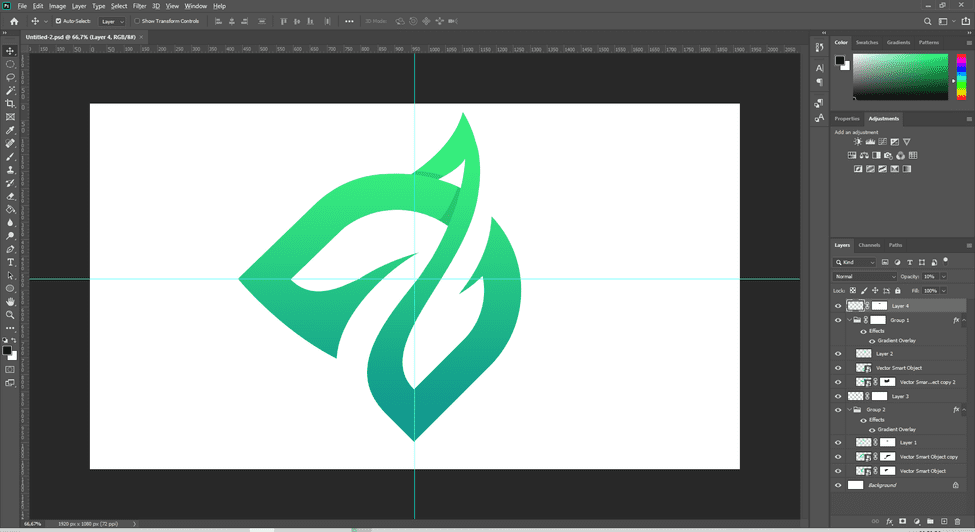 File Edit Image Layer Type Select Filter 3D View Window Help
Auto-Select: Layer Show Transform Controls 3D Mode:
Untitled-2.psd @ 66,7% (Layer 4, RGB/8#)
Color Swatches Gradients Patterns
Properties Adjustments
Add an adjustment
Layers Channels Paths
Kind
Normal Opacity: 10%
Lock: Fill: 100%
Layer 4
Group 1 fx
Effects
Gradient Overlay
Layer 2
Vector Smart Object
Vector Smar...ect copy 2
Layer 3
Group 2 fx
Effects
Gradient Overlay
Layer 1
Vector Smart Object copy
Vector Smart Object
Background
66,67% 1920 px x 1080 px (72 ppi)